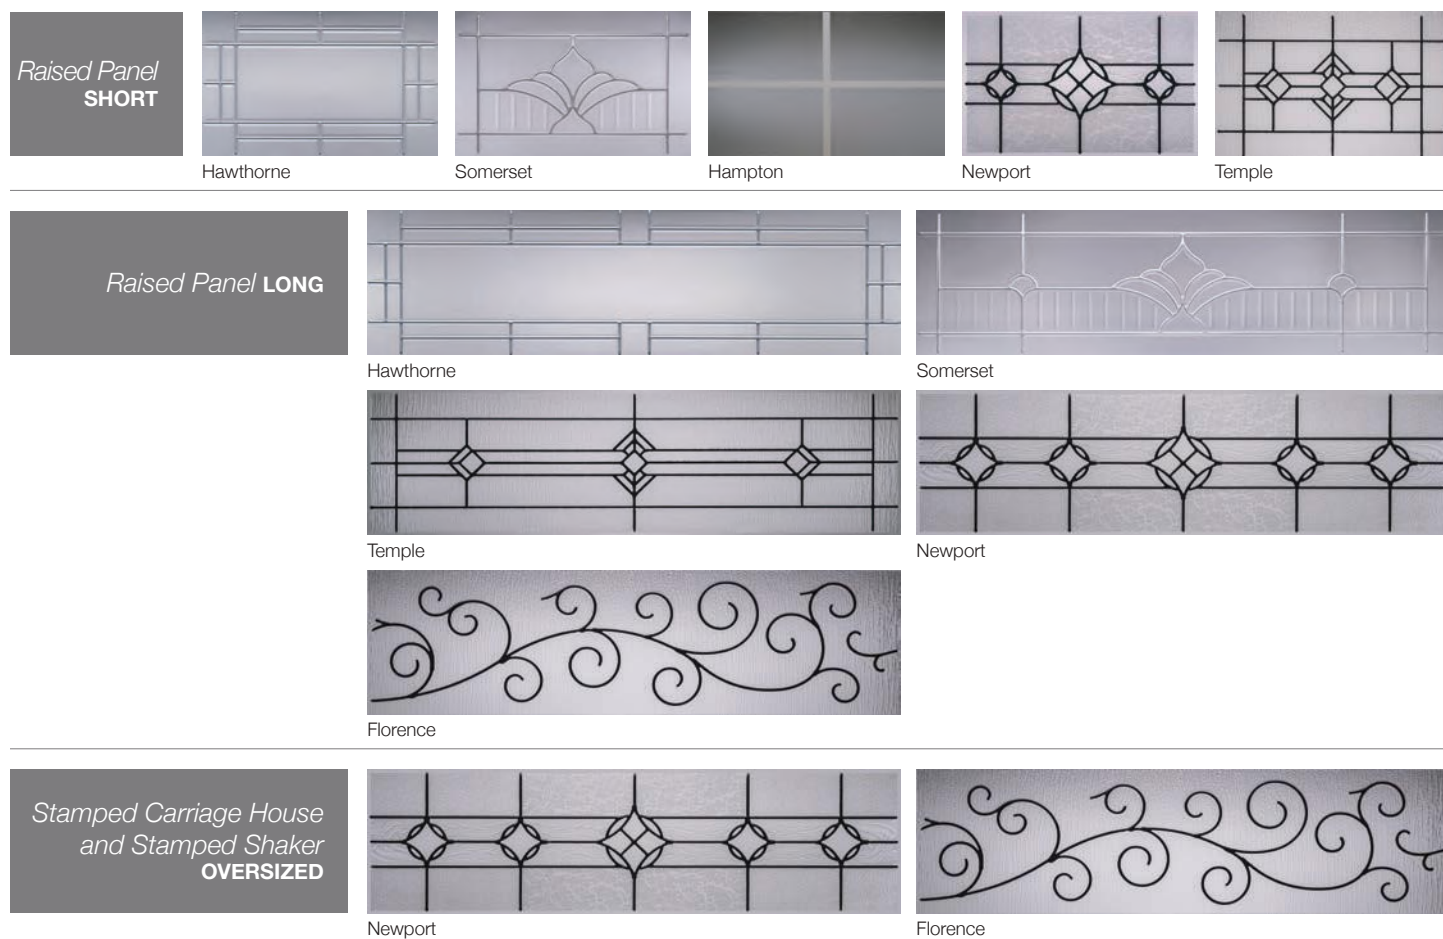 Raised Panel
SHORT
Hawthorne
Somerset
Hampton
Newport
Temple
Raised Panel LONG
Hawthorne
Somerset
Temple
Newport
Florence
Stamped Carriage House
and Stamped Shaker
OVERSIZED
Newport
Florence